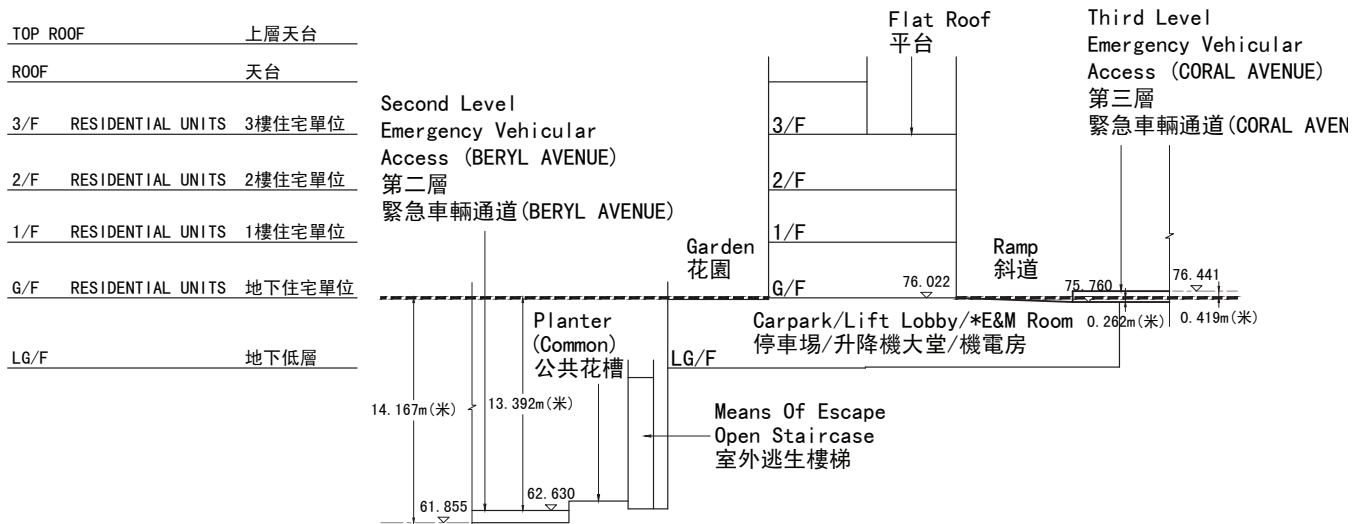 TOP ROOF 上層天台
ROOF 天台
3/F RESIDENTIAL UNITS 3樓住宅單位
2/F RESIDENTIAL UNITS 2樓住宅單位
1/F RESIDENTIAL UNITS 1樓住宅單位
G/F RESIDENTIAL UNITS 地下住宅單位
LG/F 地下低層
Second Level
Emergency Vehicular
Access (BERYL AVENUE)
第二層
緊急車輛通道(BERYL AVENUE)
Flat Roof
平台
Third Level
Emergency Vehicular
Access (CORAL AVENUE)
第三層
緊急車輛通道(CORAL AVEN
3/F
2/F
1/F
G/F
LG/F
Garden
花園
Ramp
斜道
76.022
75.760
76.441
0.262m(米)
0.419m(米)
Carpark/Lift Lobby/*E&M Room
停車場/升降機大堂/機電房
Planter
(Common)
公共花槽
14.167m(米)
13.392m(米)
Means Of Escape
Open Staircase
室外逃生樓梯
61.855
62.630